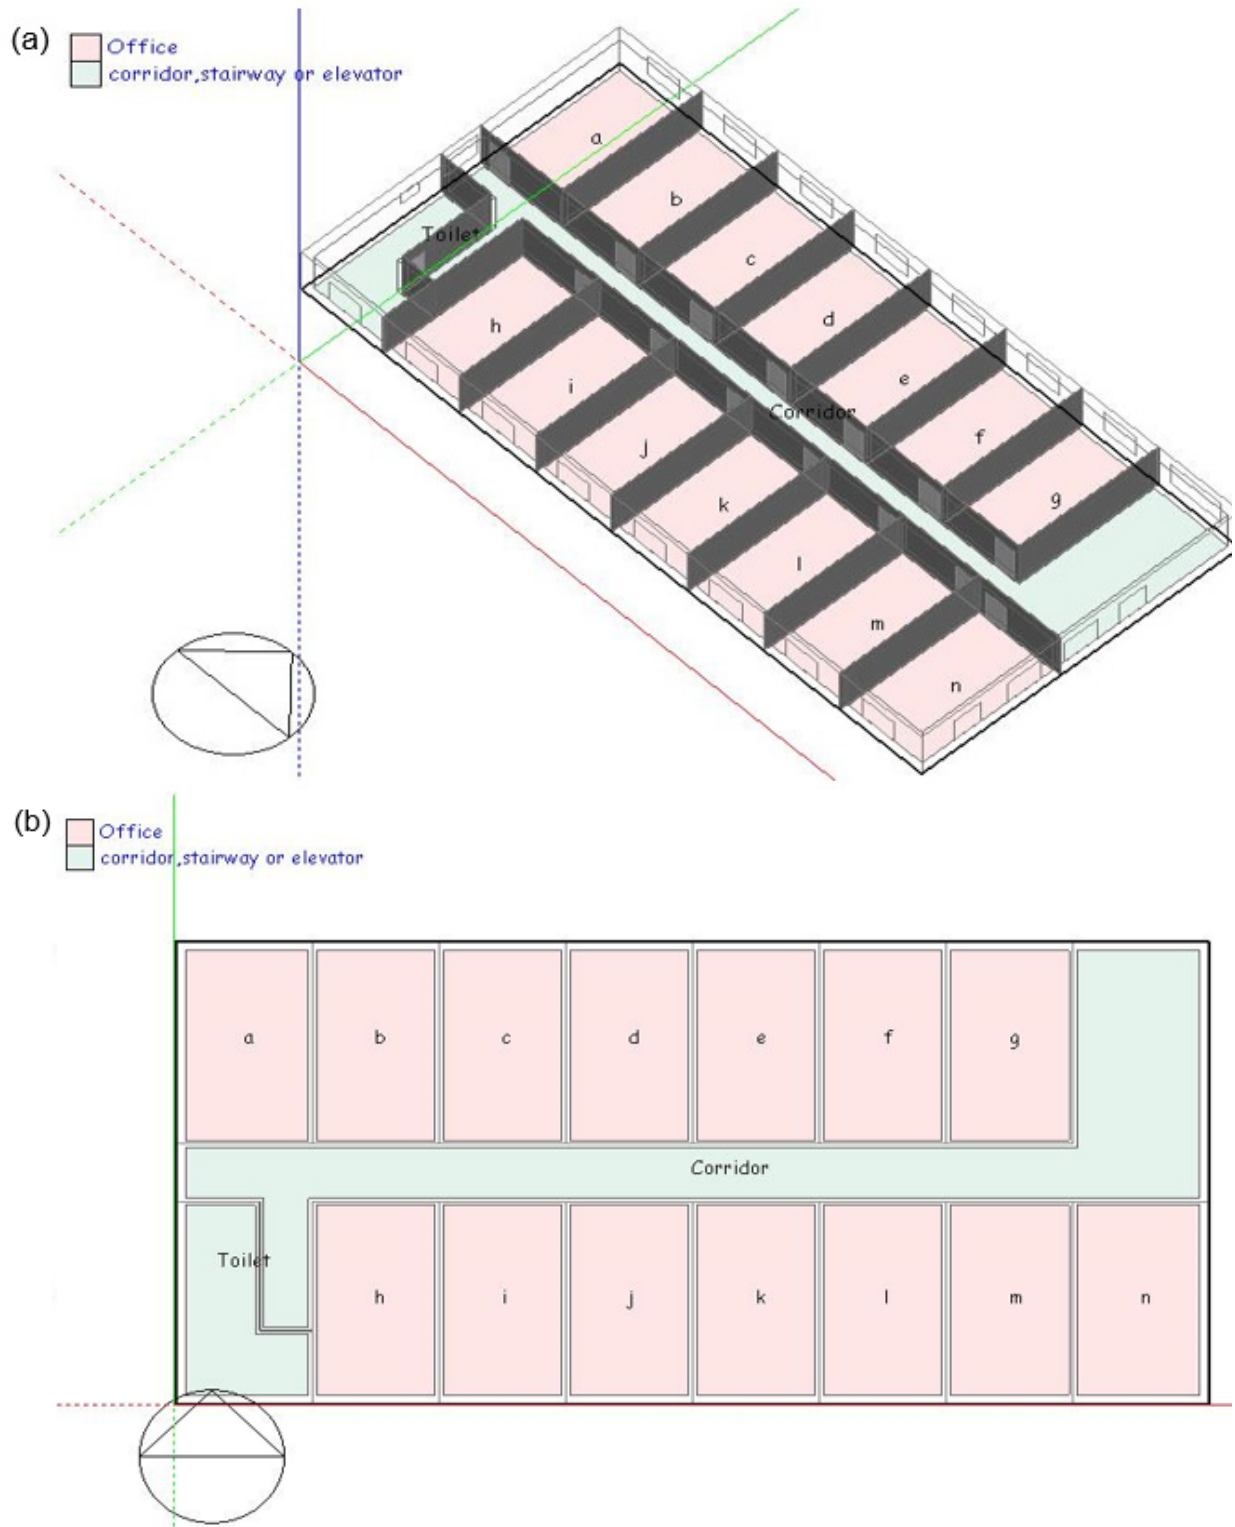 (a)
Office
corridor,stairway or elevator
a
b
Toilet
c
h
d
i
e
Corridor
j
f
k
g
l
m
n
(b)
Office
corridor,stairway or elevator
a b c d e f g
Corridor
Toilet
h i j k l m n